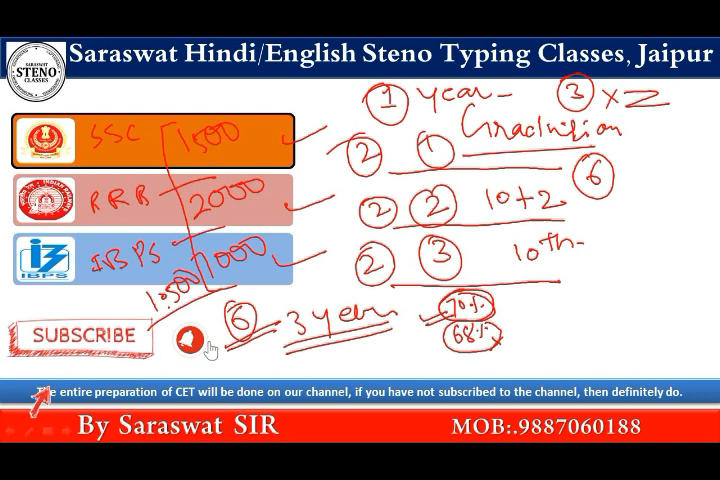 Saraswat Hindi/English Steno Typing Classes, Jaipur
SARASWAT
STENO
CLASSES
1 year
3 x 2
SSC 1500
2 1 Graduation
6
RRB 2000
2 2 10+2
IBPS
IBPS 1000
2 3 10th
10500
6 3 year 70%
68%
SUBSCRIBE
The entire preparation of CET will be done on our channel, if you have not subscribed to the channel, then definitely do.
By Saraswat SIR
MOB:.9887060188